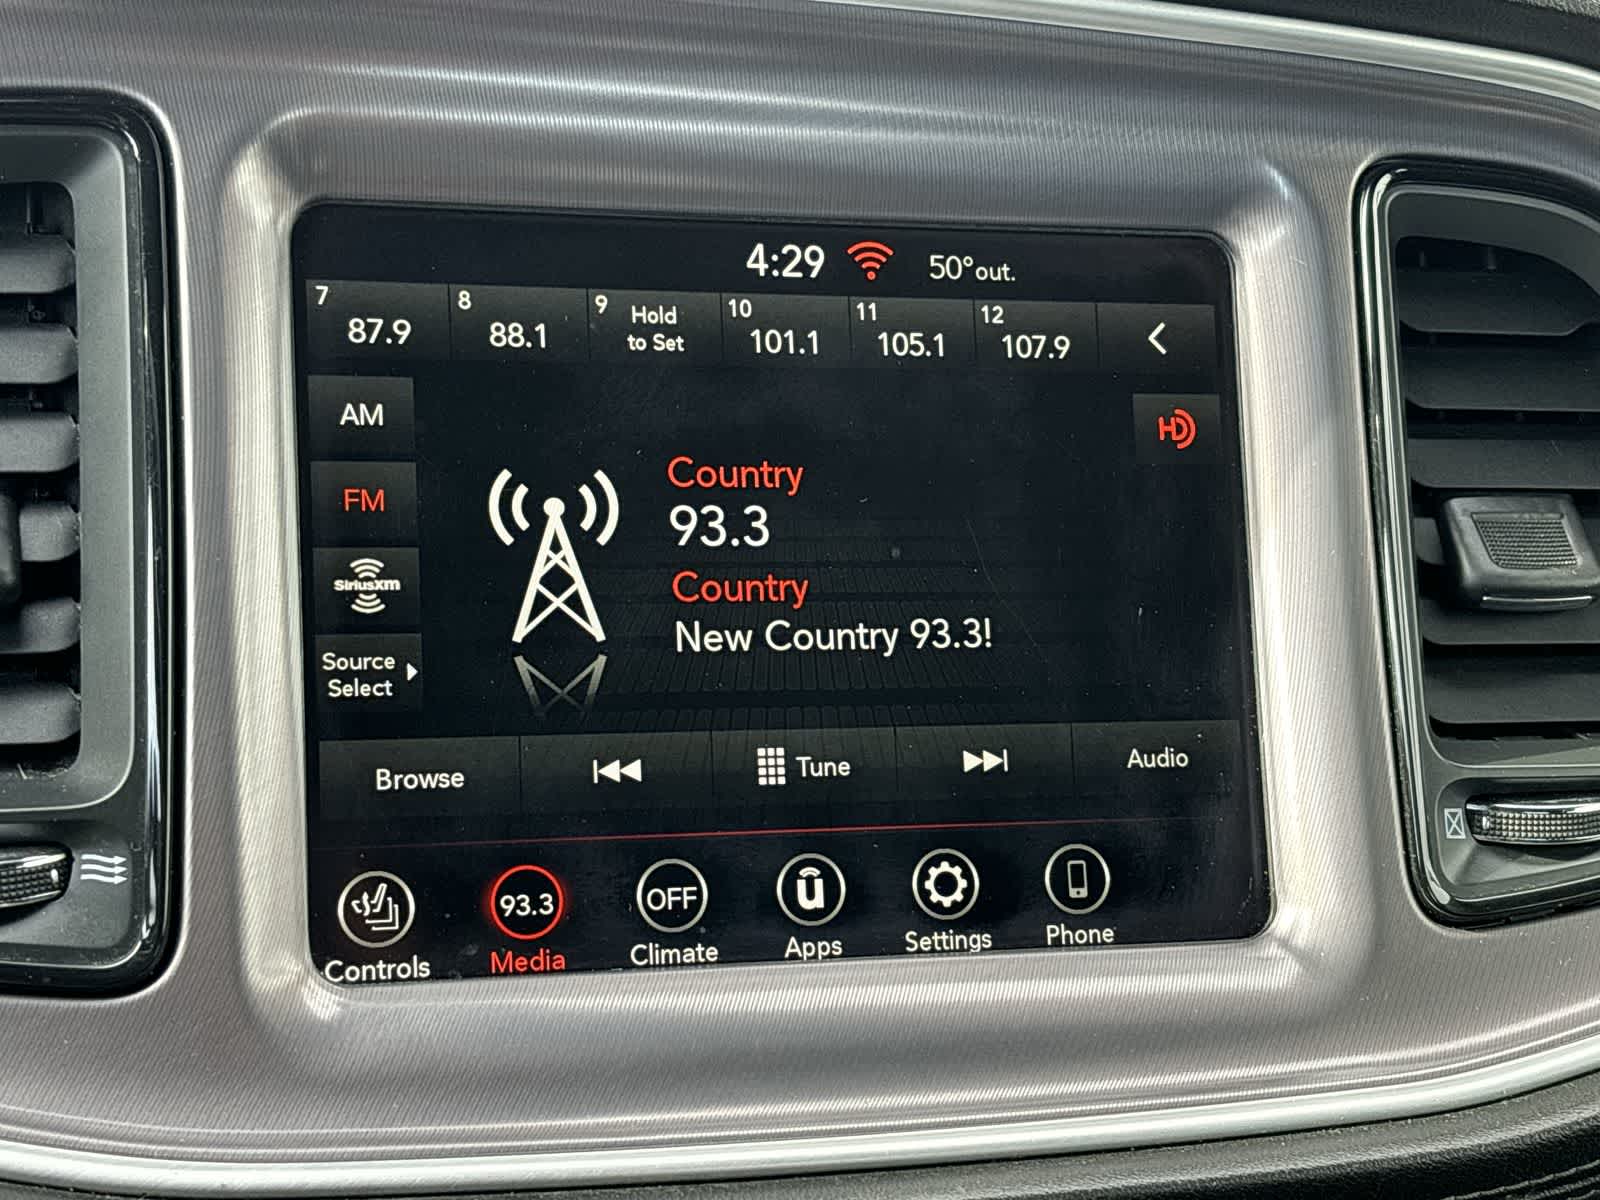 4:29 50° out.
7 87.9
8 88.1
9 Hold
to Set
10 101.1
11 105.1
12 107.9
AM
HD
FM
SiriusXM
Source
Select
Country
93.3
Country
New Country 93.3!
Browse
Tune
Audio
93.3
OFF
u
Controls
Media
Climate
Apps
Settings
Phone